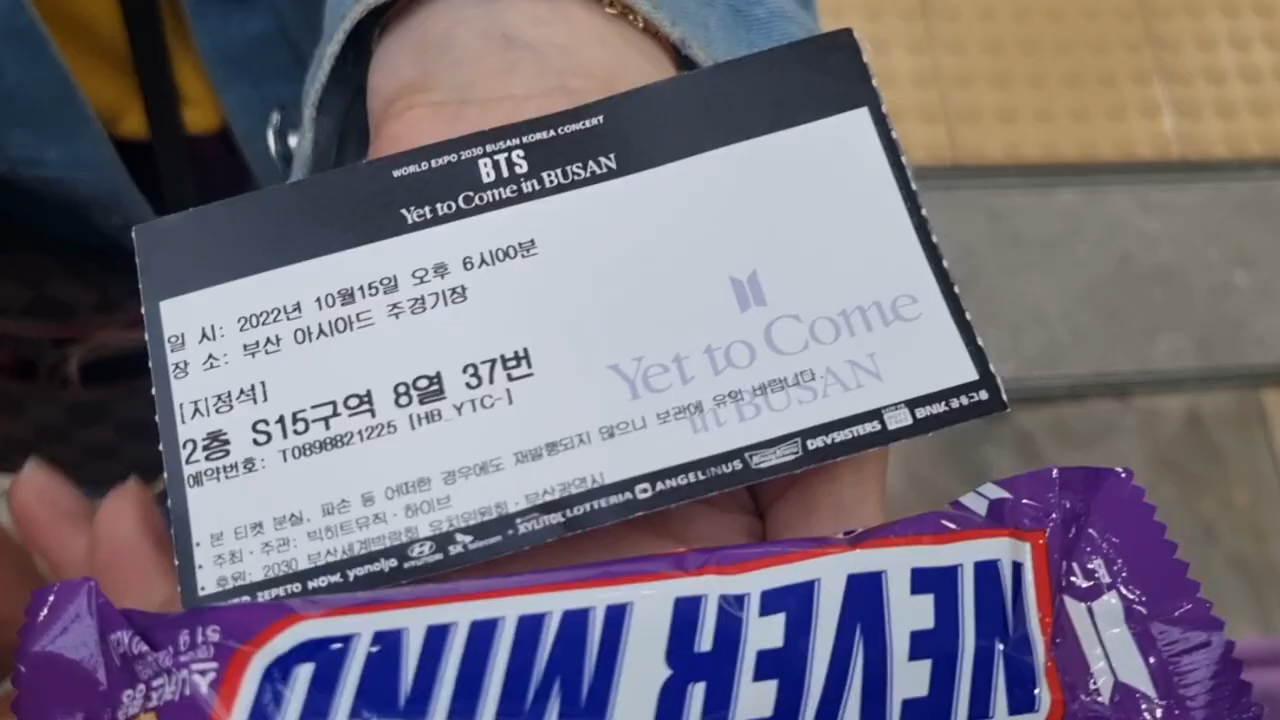 WORLD EXPO 2030 BUSAN KOREA CONCERT
BTS
Yet to Come in BUSAN
일 시: 2022년 10월15일 오후 6시00분
장 소: 부산 아시아드 주경기장
[지정석]
2층 S15구역 8열 37번
예약번호: T0898821225 [HB_YTC-]
Yet to Come
in BUSAN
• 본 티켓 분실, 파손 등 어떠한 경우에도 재발행되지 않으니 보관에 유의 바랍니다.
• 주최·주관: 빅히트뮤직·하이브
• 후원: 2030 부산세계박람회 유치위원회·부산광역시
ZEPETO NOW. yanolja HYUNDAI SK telecom XYLITOL LOTTERIA ANGELINUS DEVSISTERS BNK 금융그룹
NEVER MIND
51 g